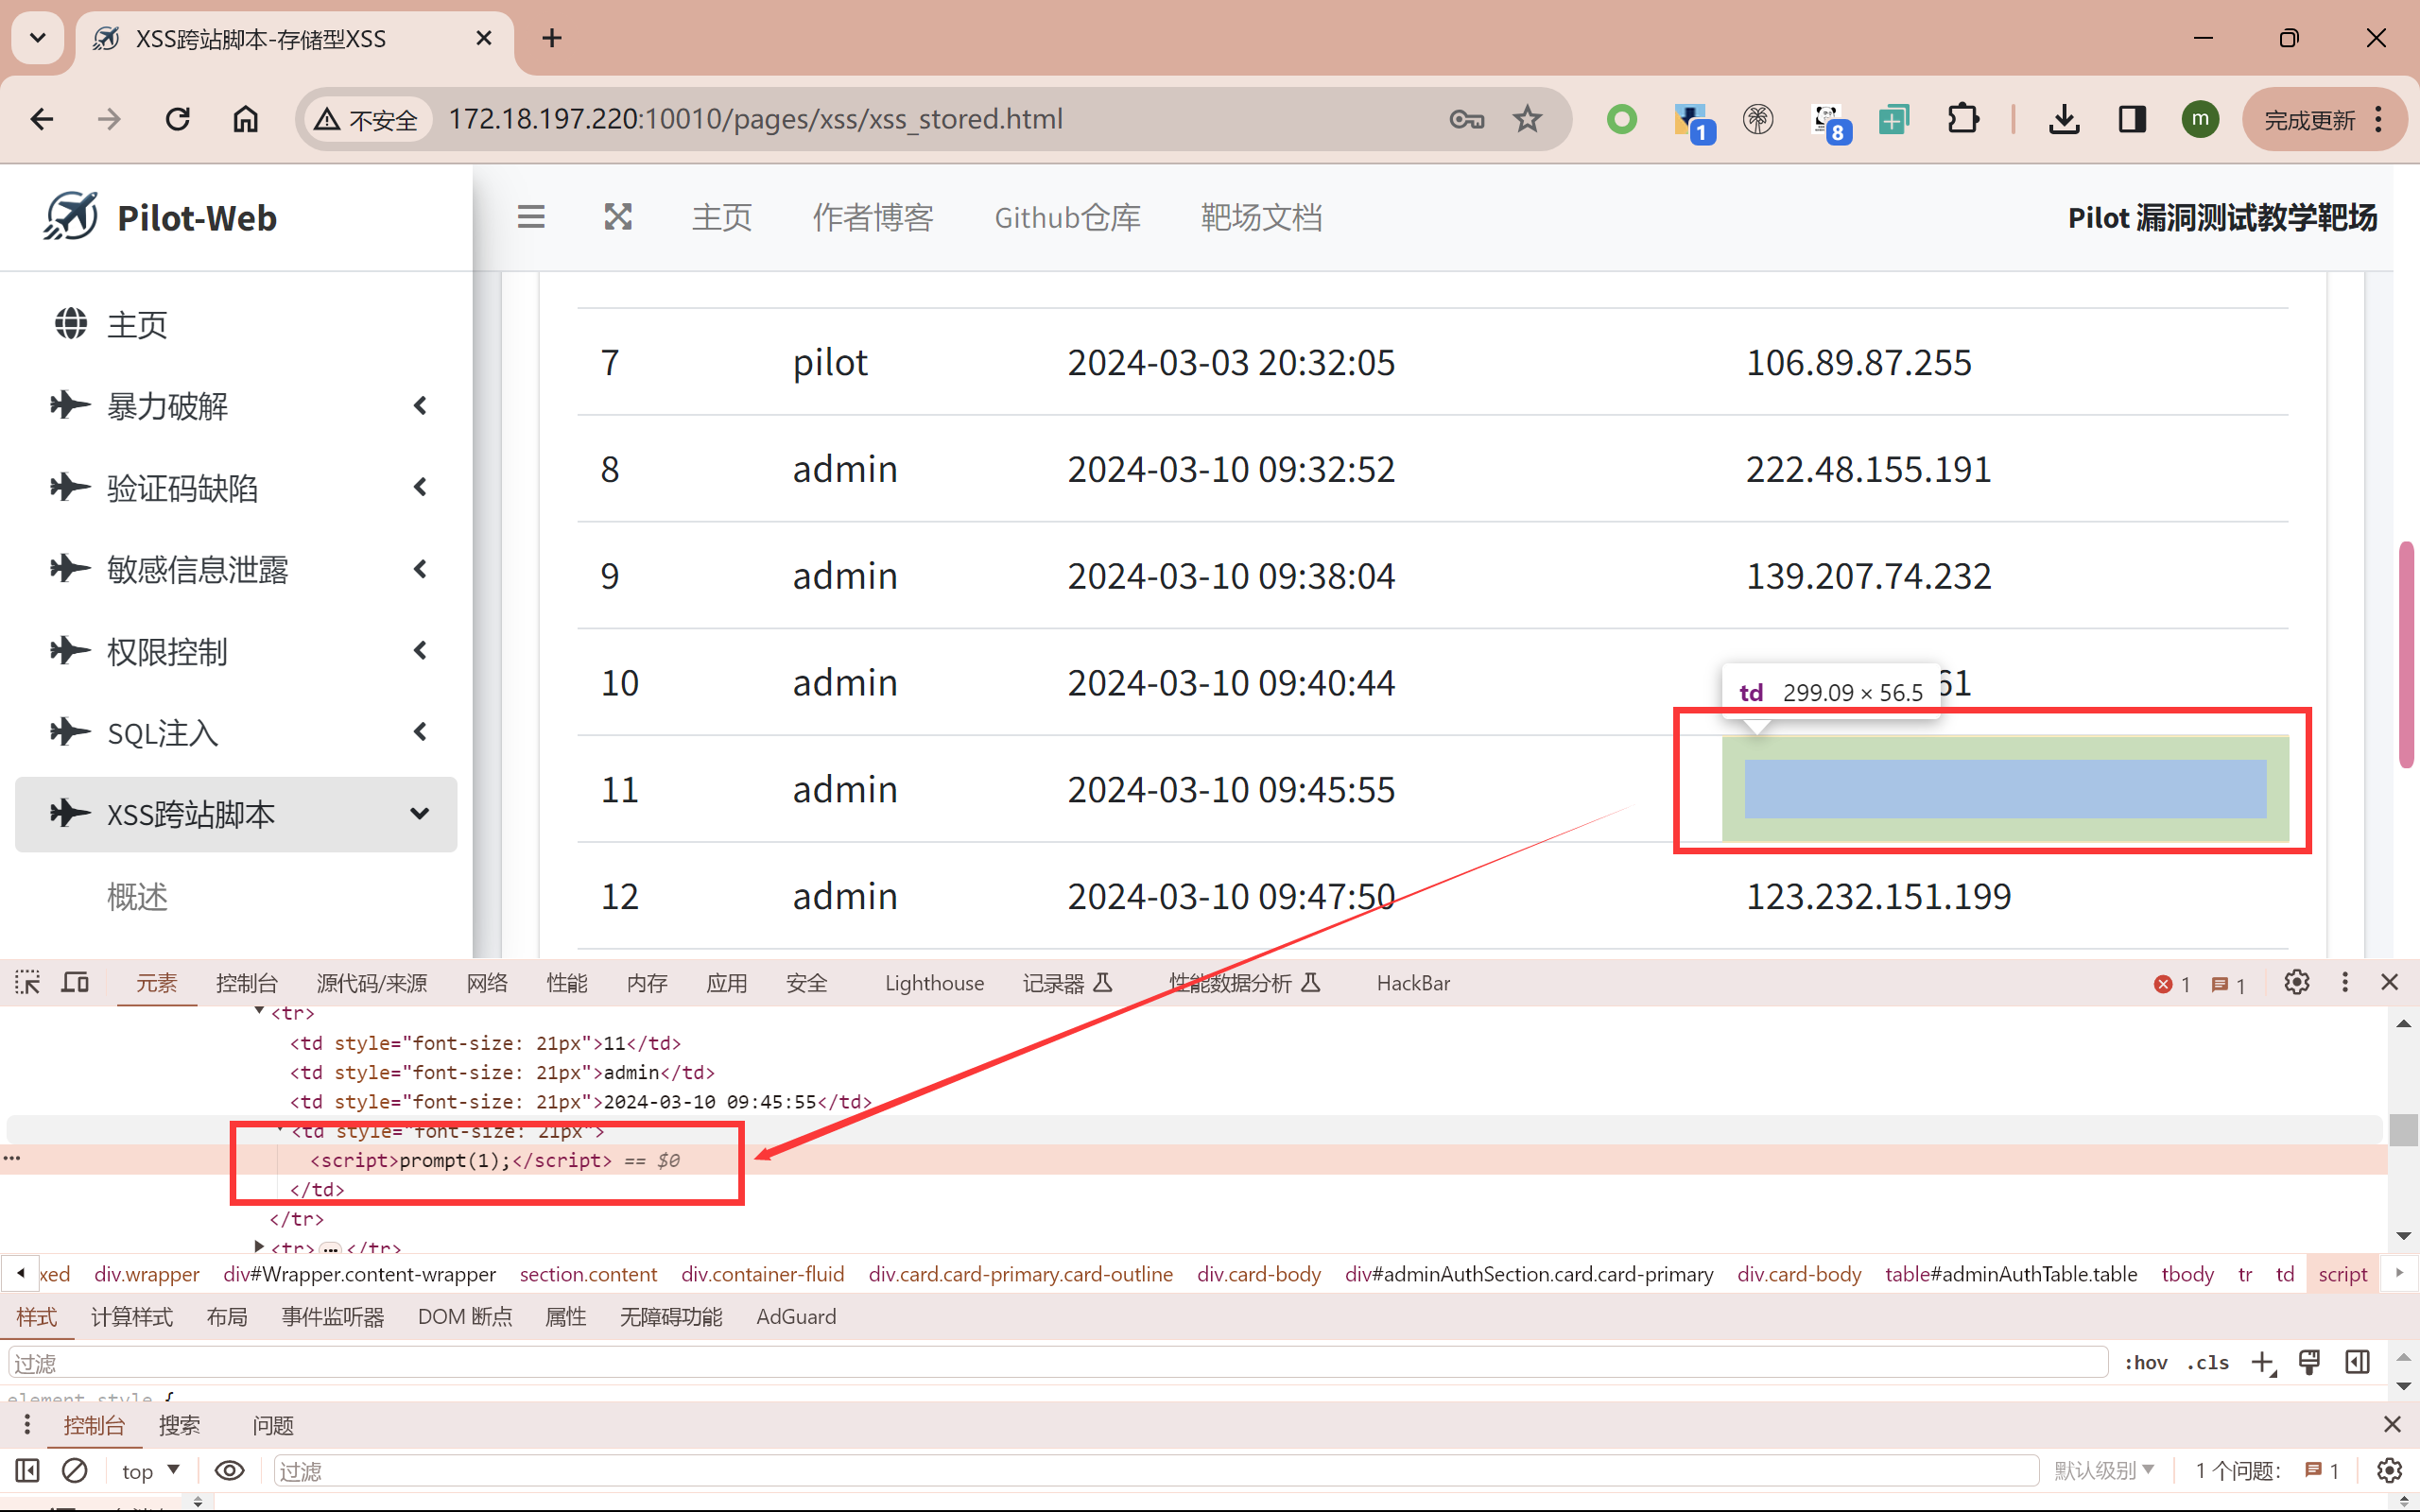 XSS跨站脚本-存储型XSS
不安全 172.18.197.220:10010/pages/xss/xss_stored.html 1 8 m 完成更新
Pilot-Web 主页 作者博客 Github仓库 靶场文档 Pilot 漏洞测试教学靶场
主页
暴力破解
验证码缺陷
敏感信息泄露
权限控制
SQL注入
XSS跨站脚本
概述
7 pilot 2024-03-03 20:32:05 106.89.87.255
8 admin 2024-03-10 09:32:52 222.48.155.191
9 admin 2024-03-10 09:38:04 139.207.74.232
10 admin 2024-03-10 09:40:44 61
td 299.09 × 56.5
11 admin 2024-03-10 09:45:55
12 admin 2024-03-10 09:47:50 123.232.151.199
元素 控制台 源代码/来源 网络 性能 内存 应用 安全 Lighthouse 记录器 性能数据分析 HackBar 1 1
<tr>
<td style="font-size: 21px">11</td>
<td style="font-size: 21px">admin</td>
<td style="font-size: 21px">2024-03-10 09:45:55</td>
<td style="font-size: 21px">
<script>prompt(1);</script> == $0
</td>
</tr>
<tr> … </tr>
xed div.wrapper div#Wrapper.content-wrapper section.content div.container-fluid div.card.card-primary.card-outline div.card-body div#adminAuthSection.card.card-primary div.card-body table#adminAuthTable.table tbody tr td script
样式 计算样式 布局 事件监听器 DOM 断点 属性 无障碍功能 AdGuard
过滤 :hov .cls
element.style {
控制台 搜索 问题
top 过滤 默认级别 1 个问题: 1